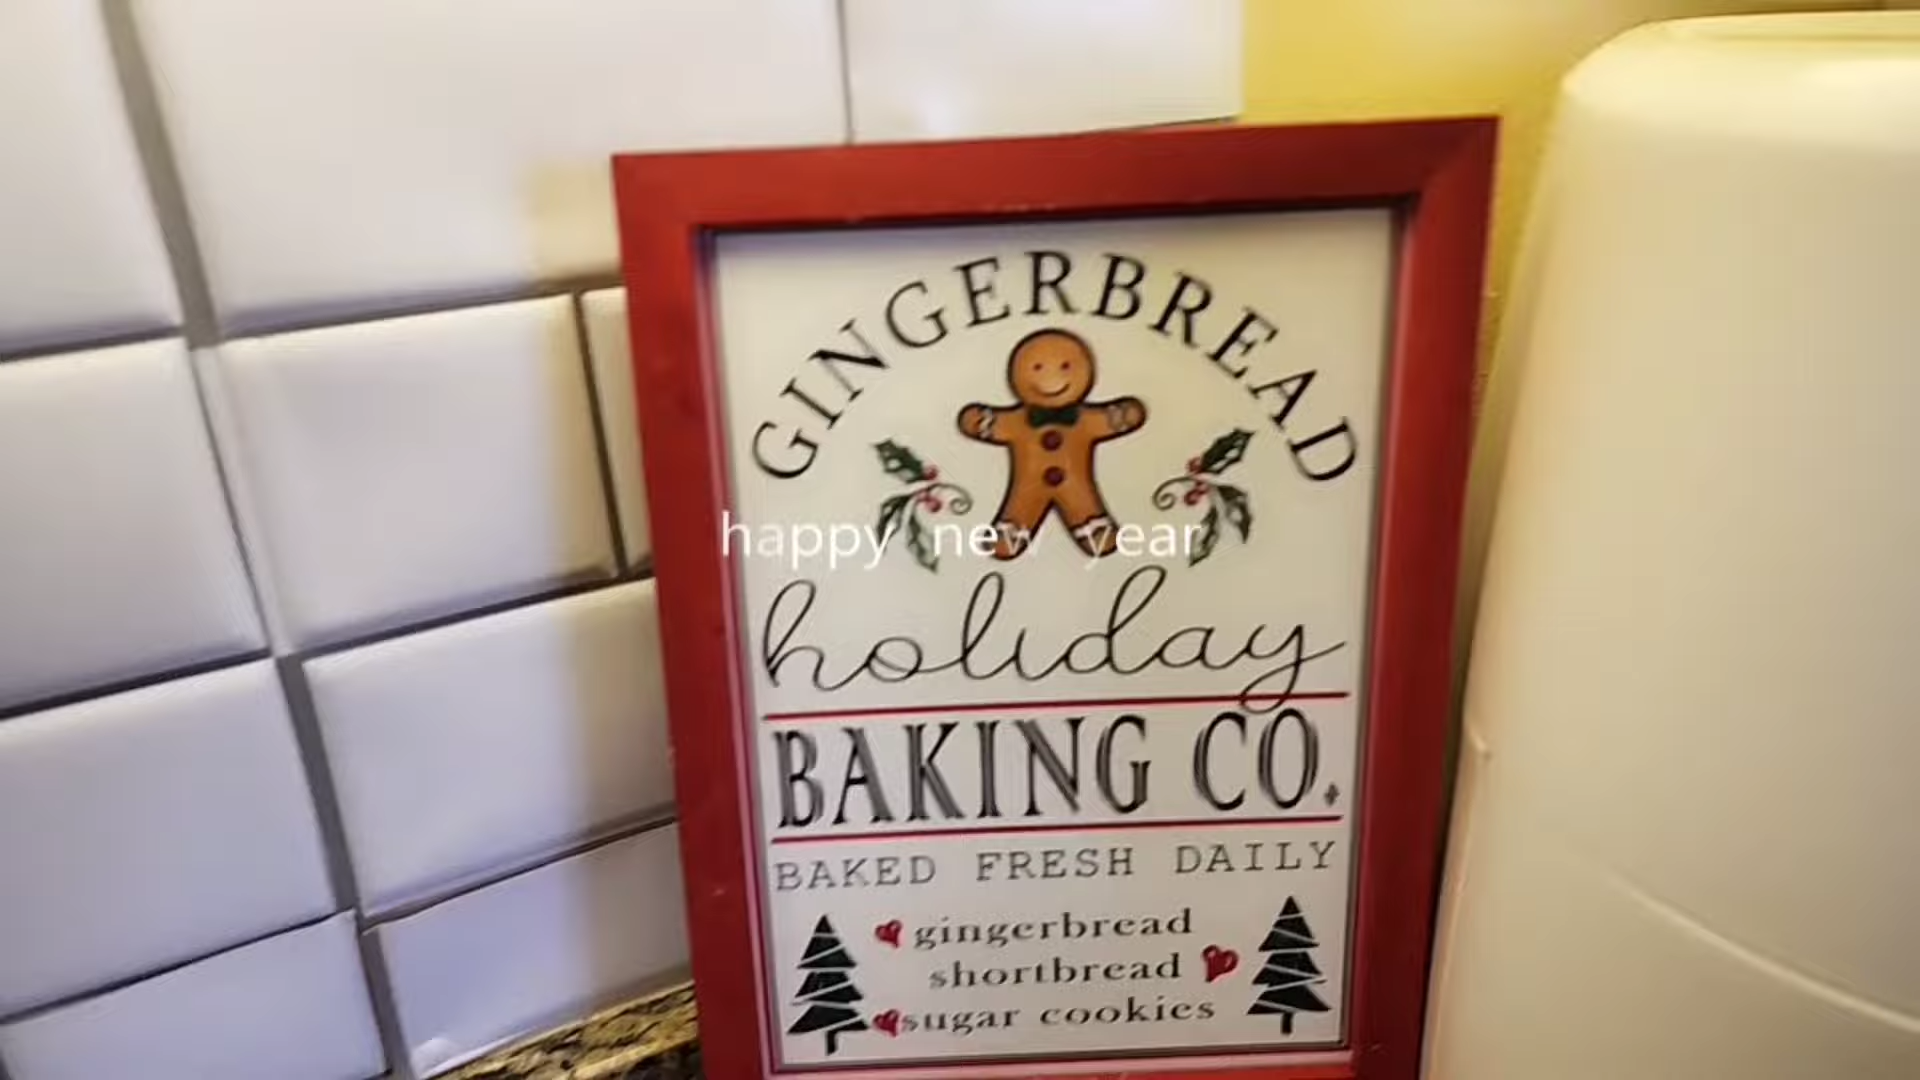 GINGERBREAD
happy new year
holiday
BAKING CO.
BAKED FRESH DAILY
gingerbread
shortbread
sugar cookies